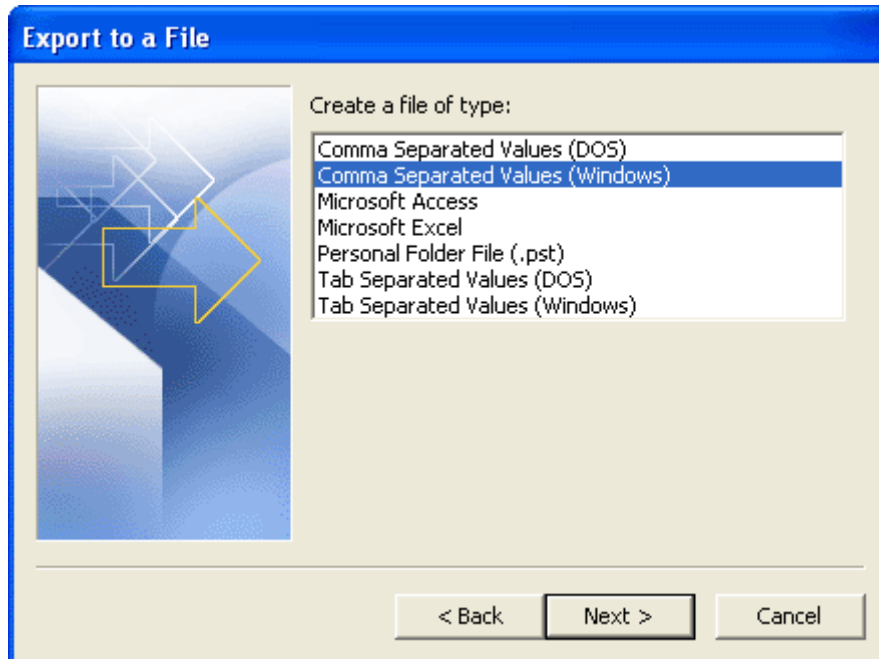 Export to a File
Create a file of type:
Comma Separated Values (DOS)
Comma Separated Values (Windows)
Microsoft Access
Microsoft Excel
Personal Folder File (.pst)
Tab Separated Values (DOS)
Tab Separated Values (Windows)
< Back Next > Cancel